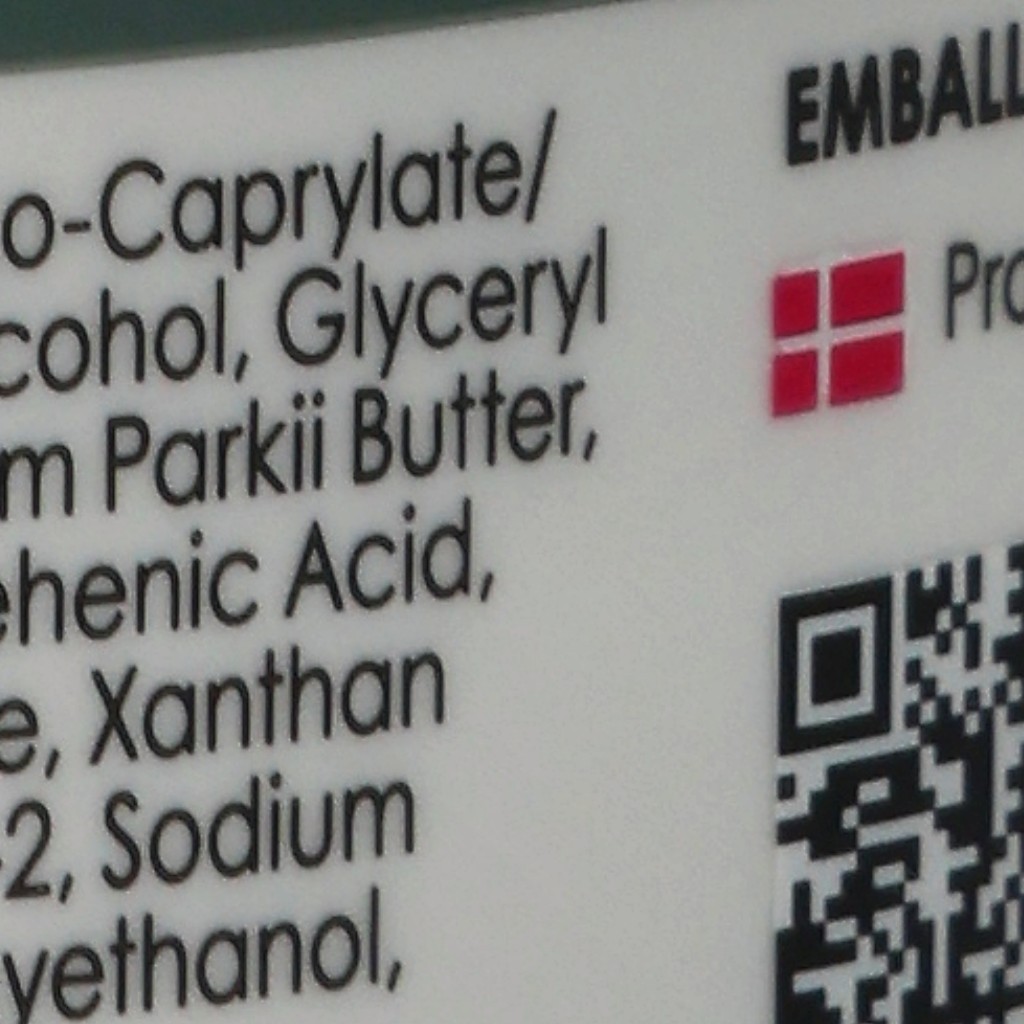 o-Caprylate/
cohol, Glyceryl
m Parkii Butter,
ehenic Acid,
e, Xanthan
-2, Sodium
yethanol,
EMBALL
Pro